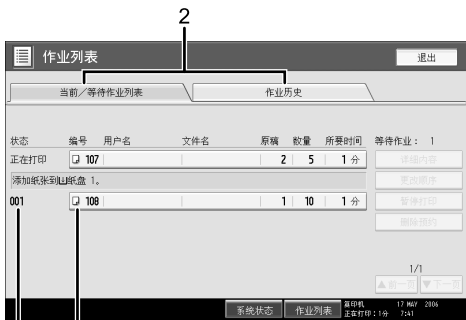 2
作业列表
退出
当前／等待作业列表
作业历史
状态 编号 用户名 文件名 原稿 数量 所要时间 等待作业： 1
正在打印 107 2 5 1 分 详细内容
添加纸张到纸盘 1。 更改顺序
001 108 1 10 1 分 暂停打印
删除预约
1/1
▲前一页 ▼下一页
系统状态 作业列表 复印机 17 MAY 2006
正在打印：1分 7:41